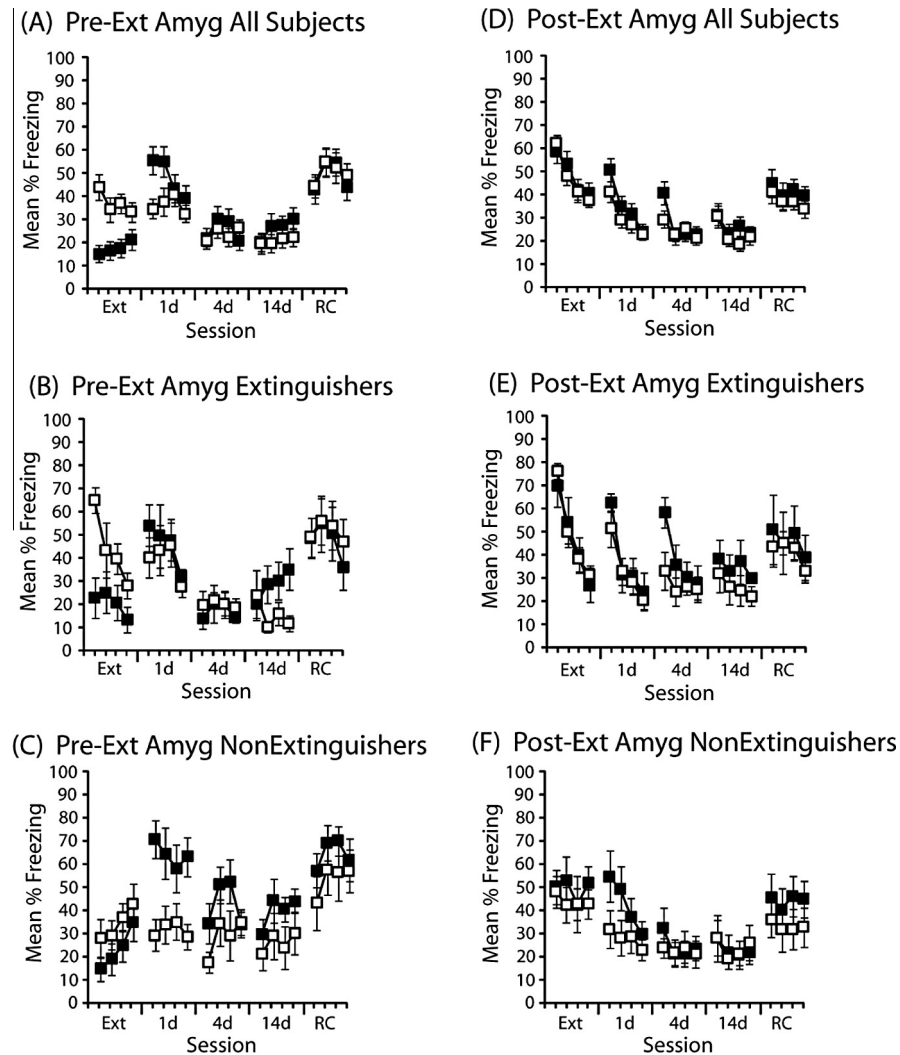 (A) Pre-Ext Amyg All Subjects
Mean % Freezing
100
90
80
70
60
50
40
30
20
10
0
Ext 1d 4d 14d RC
Session
(B) Pre-Ext Amyg Extinguishers
Mean % Freezing
100
90
80
70
60
50
40
30
20
10
0
Ext 1d 4d 14d RC
Session
(C) Pre-Ext Amyg NonExtinguishers
Mean % Freezing
100
90
80
70
60
50
40
30
20
10
0
Ext 1d 4d 14d RC
Session
(D) Post-Ext Amyg All Subjects
Mean % Freezing
100
90
80
70
60
50
40
30
20
10
0
Ext 1d 4d 14d RC
Session
(E) Post-Ext Amyg Extinguishers
Mean % Freezing
100
90
80
70
60
50
40
30
20
10
0
Ext 1d 4d 14d RC
Session
(F) Post-Ext Amyg NonExtinguishers
Mean % Freezing
100
90
80
70
60
50
40
30
20
10
0
Ext 1d 4d 14d RC
Session